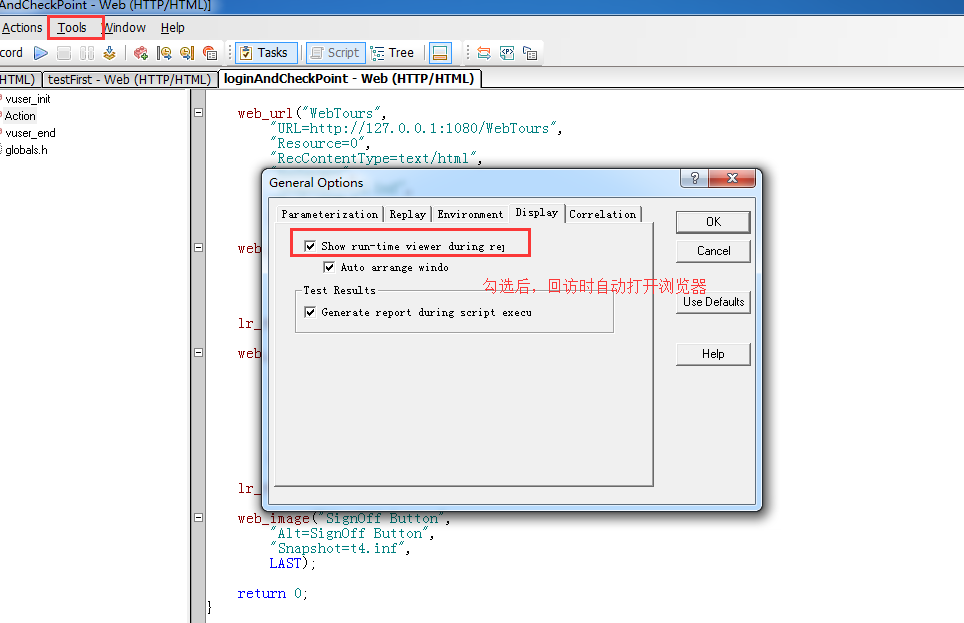 AndCheckPoint - Web (HTTP/HTML)]
Actions Tools Window Help
cord Tasks Script Tree
HTML) testFirst - Web (HTTP/HTML) loginAndCheckPoint - Web (HTTP/HTML)
vuser_init
Action
vuser_end
globals.h
web_url("WebTours",
"URL=http://127.0.0.1:1080/WebTours",
"Resource=0",
"RecContentType=text/html",
General Options
Parameterization Replay Environment Display Correlation
Show run-time viewer during rej
Auto arrange windo
Test Results
Generate report during script execu
勾选后，回访时自动打开浏览器
OK
Cancel
Use Defaults
Help
web
lr_
web
lr_
web_image("SignOff Button",
"Alt=SignOff Button",
"Snapshot=t4.inf",
LAST);
return 0;
}